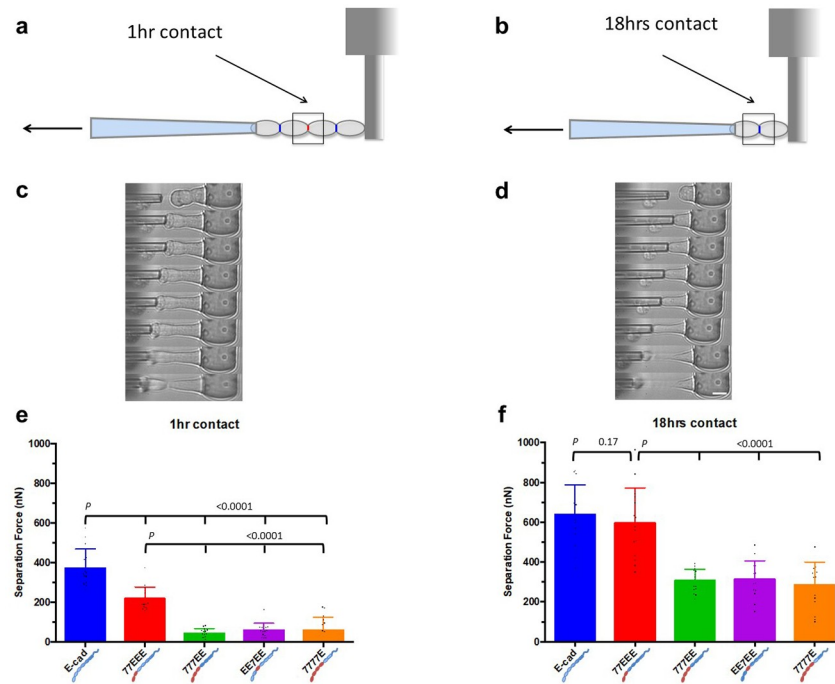 a
1hr contact
b
18hrs contact
c
d
e
1hr contact
Separation Force (nN)
1000
800
600
400
200
0
P <0.0001
P <0.0001
E-cad
77EEE
777EE
EE7EE
7777E
f
18hrs contact
Separation Force (nN)
1000
800
600
400
200
0
P 0.17
P <0.0001
E-cad
77EEE
777EE
EE7EE
7777E